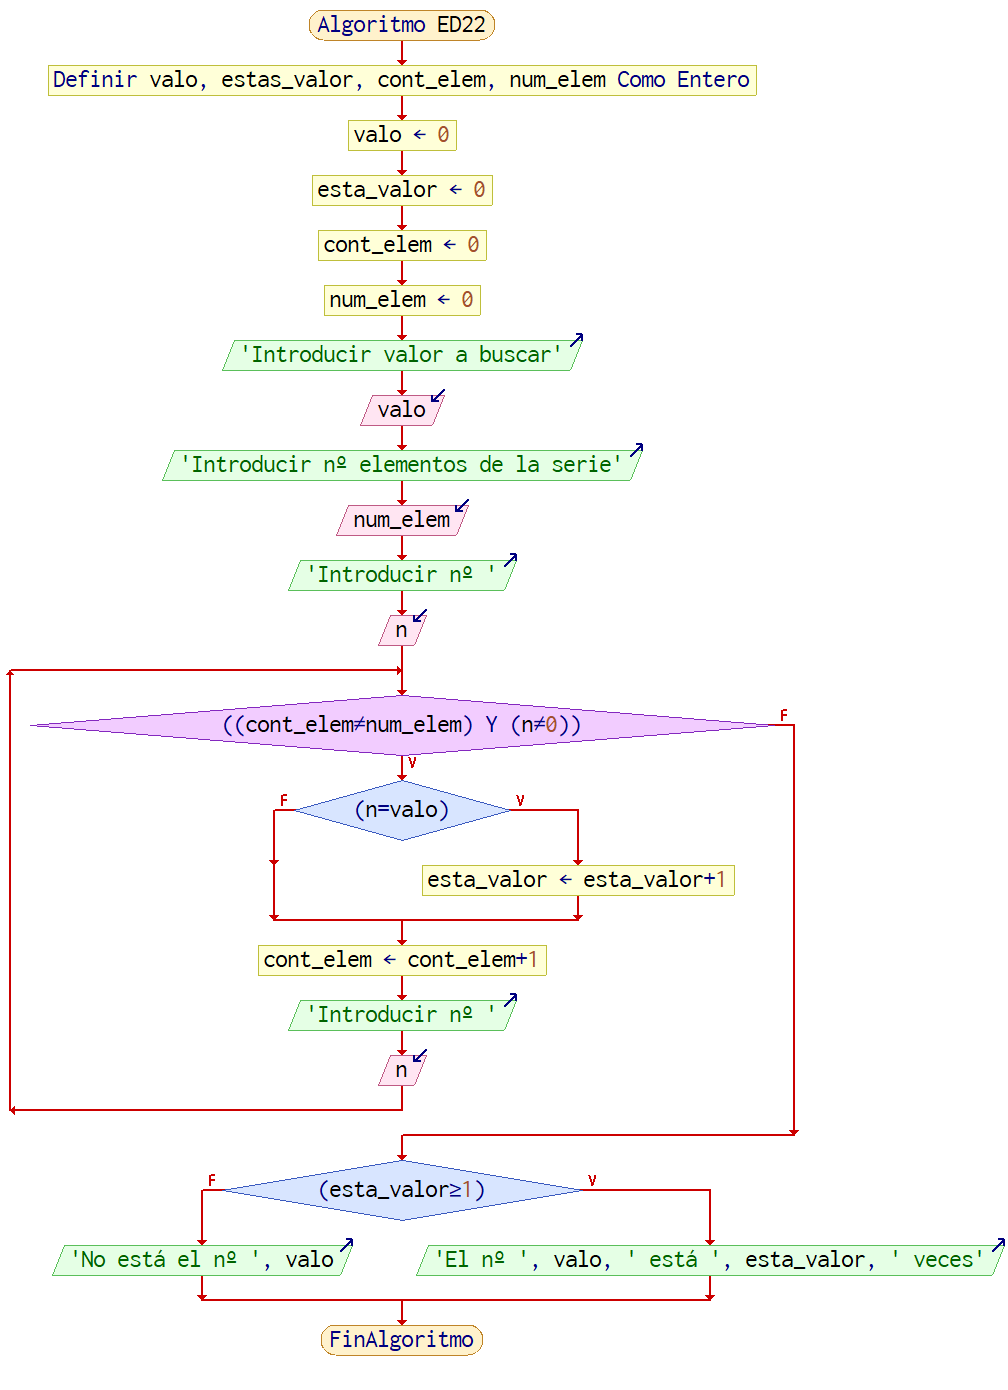 Algoritmo ED22
Definir valo, estas_valor, cont_elem, num_elem Como Entero
valo ← 0
esta_valor ← 0
cont_elem ← 0
num_elem ← 0
'Introducir valor a buscar'
valo
'Introducir nº elementos de la serie'
num_elem
'Introducir nº '
n
((cont_elem≠num_elem) Y (n≠0))
F
V
(n=valo)
F
V
esta_valor ← esta_valor+1
cont_elem ← cont_elem+1
'Introducir nº '
n
(esta_valor≥1)
F
V
'No está el nº ', valo
'El nº ', valo, ' está ', esta_valor, ' veces'
FinAlgoritmo